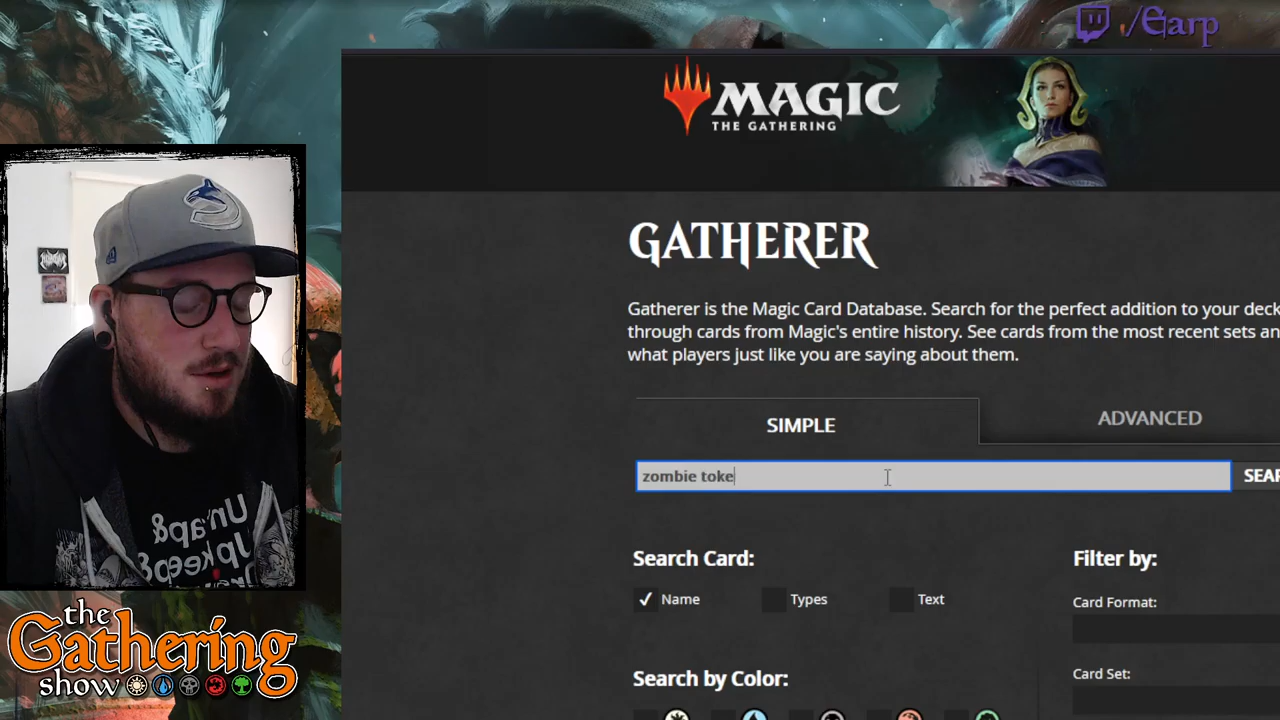 /Earp
MAGIC
THE GATHERING
GATHERER
Gatherer is the Magic Card Database. Search for the perfect addition to your deck
through cards from Magic's entire history. See cards from the most recent sets an
what players just like you are saying about them.
SIMPLE
ADVANCED
zombie toke
SEAR
Search Card:
Filter by:
Name
Types
Text
Card Format:
Card Set:
Search by Color:
Untap&
Upkeep&
Draw
the
Gathering
show